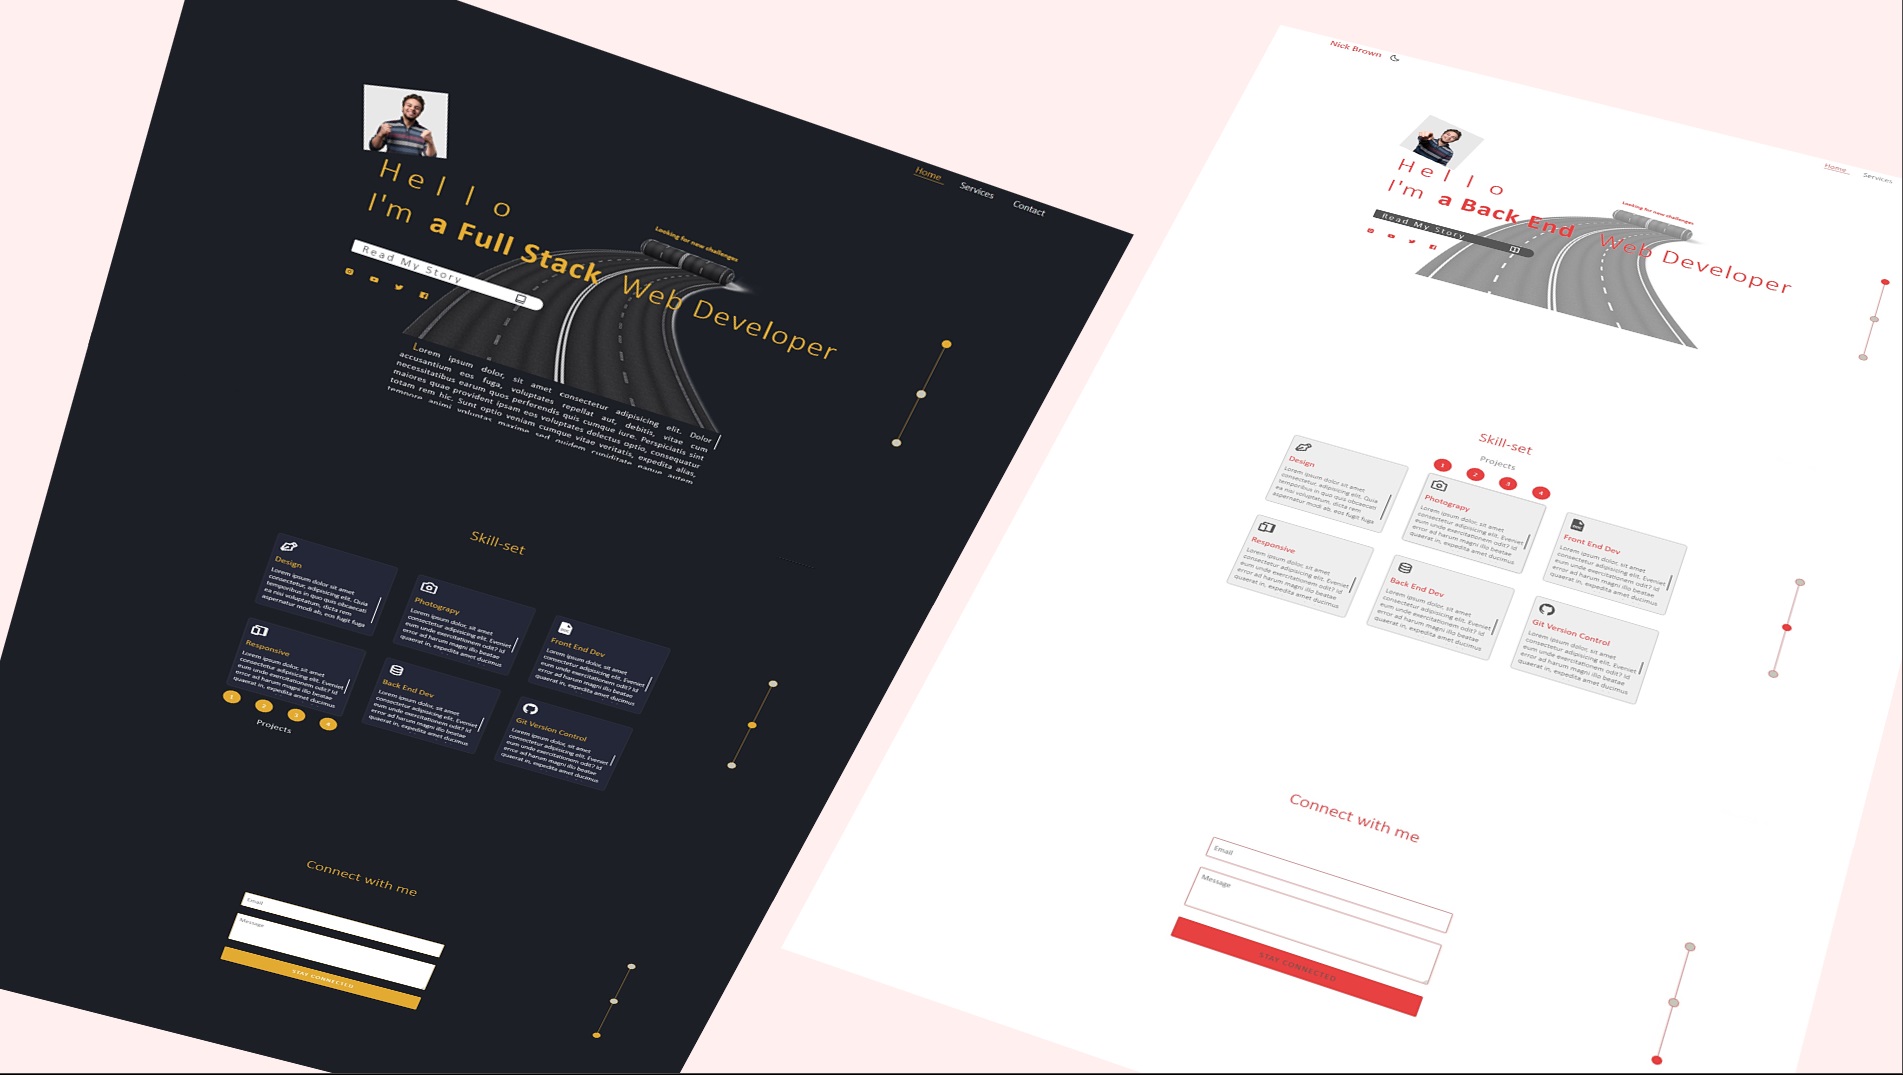 Home
Services
Contact
Hello
I'm a Full Stack Web Developer
Looking for new challenges
Read My Story
Lorem ipsum dolor, sit amet consectetur adipisicing elit. Dolor
accusantium eos fuga, voluptates repellat aut, debitis, vitae cum
necessitatibus earum quos perferendis quis cumque iure. Perspiciatis sint
maiores quae provident ipsam eos voluptates delectus optio, consequatur
totam rem hic. Sunt optio veniam cumque vitae veritatis, expedita alias,
tempore animi voluptas maxime sed quidem cupiditate eaque autem
Skill-set
Design
Lorem ipsum dolor sit amet
consectetur, adipisicing elit. Quia
temporibus in quo quis obcaecati
ea nisi voluptatum, dicta rem
aspernatur modi ab, eos fugit fuga
Photograpy
Lorem ipsum dolor, sit amet
consectetur adipisicing elit. Eveniet
eum unde exercitationem odit? Id
error ad harum magni illo beatae
quaerat in, expedita amet ducimus
Front End Dev
Lorem ipsum dolor, sit amet
consectetur adipisicing elit. Eveniet
eum unde exercitationem odit? Id
error ad harum magni illo beatae
quaerat in, expedita amet ducimus
Responsive
Lorem ipsum dolor, sit amet
consectetur adipisicing elit. Eveniet
eum unde exercitationem odit? Id
error ad harum magni illo beatae
quaerat in, expedita amet ducimus
Back End Dev
Lorem ipsum dolor, sit amet
consectetur adipisicing elit. Eveniet
eum unde exercitationem odit? Id
error ad harum magni illo beatae
quaerat in, expedita amet ducimus
Git Version Control
Lorem ipsum dolor, sit amet
consectetur adipisicing elit. Eveniet
eum unde exercitationem odit? Id
error ad harum magni illo beatae
quaerat in, expedita amet ducimus
1 2 3 4
Projects
Connect with me
Email
Message
STAY CONNECTED
Nick Brown
Home
Services
Hello
I'm a Back End Web Developer
Looking for new challenges
Read My Story
Skill-set
Projects
1 2 3 4
Design
Lorem ipsum dolor sit amet
consectetur, adipisicing elit. Quia
temporibus in quo quis obcaecati
ea nisi voluptatum, dicta rem
aspernatur modi ab, eos fugit fuga
Photograpy
Lorem ipsum dolor, sit amet
consectetur adipisicing elit. Eveniet
eum unde exercitationem odit? Id
error ad harum magni illo beatae
quaerat in, expedita amet ducimus
Front End Dev
Lorem ipsum dolor, sit amet
consectetur adipisicing elit. Eveniet
eum unde exercitationem odit? Id
error ad harum magni illo beatae
quaerat in, expedita amet ducimus
Responsive
Lorem ipsum dolor, sit amet
consectetur adipisicing elit. Eveniet
eum unde exercitationem odit? Id
error ad harum magni illo beatae
quaerat in, expedita amet ducimus
Back End Dev
Lorem ipsum dolor, sit amet
consectetur adipisicing elit. Eveniet
eum unde exercitationem odit? Id
error ad harum magni illo beatae
quaerat in, expedita amet ducimus
Git Version Control
Lorem ipsum dolor, sit amet
consectetur adipisicing elit. Eveniet
eum unde exercitationem odit? Id
error ad harum magni illo beatae
quaerat in, expedita amet ducimus
Connect with me
Email
Message
STAY CONNECTED